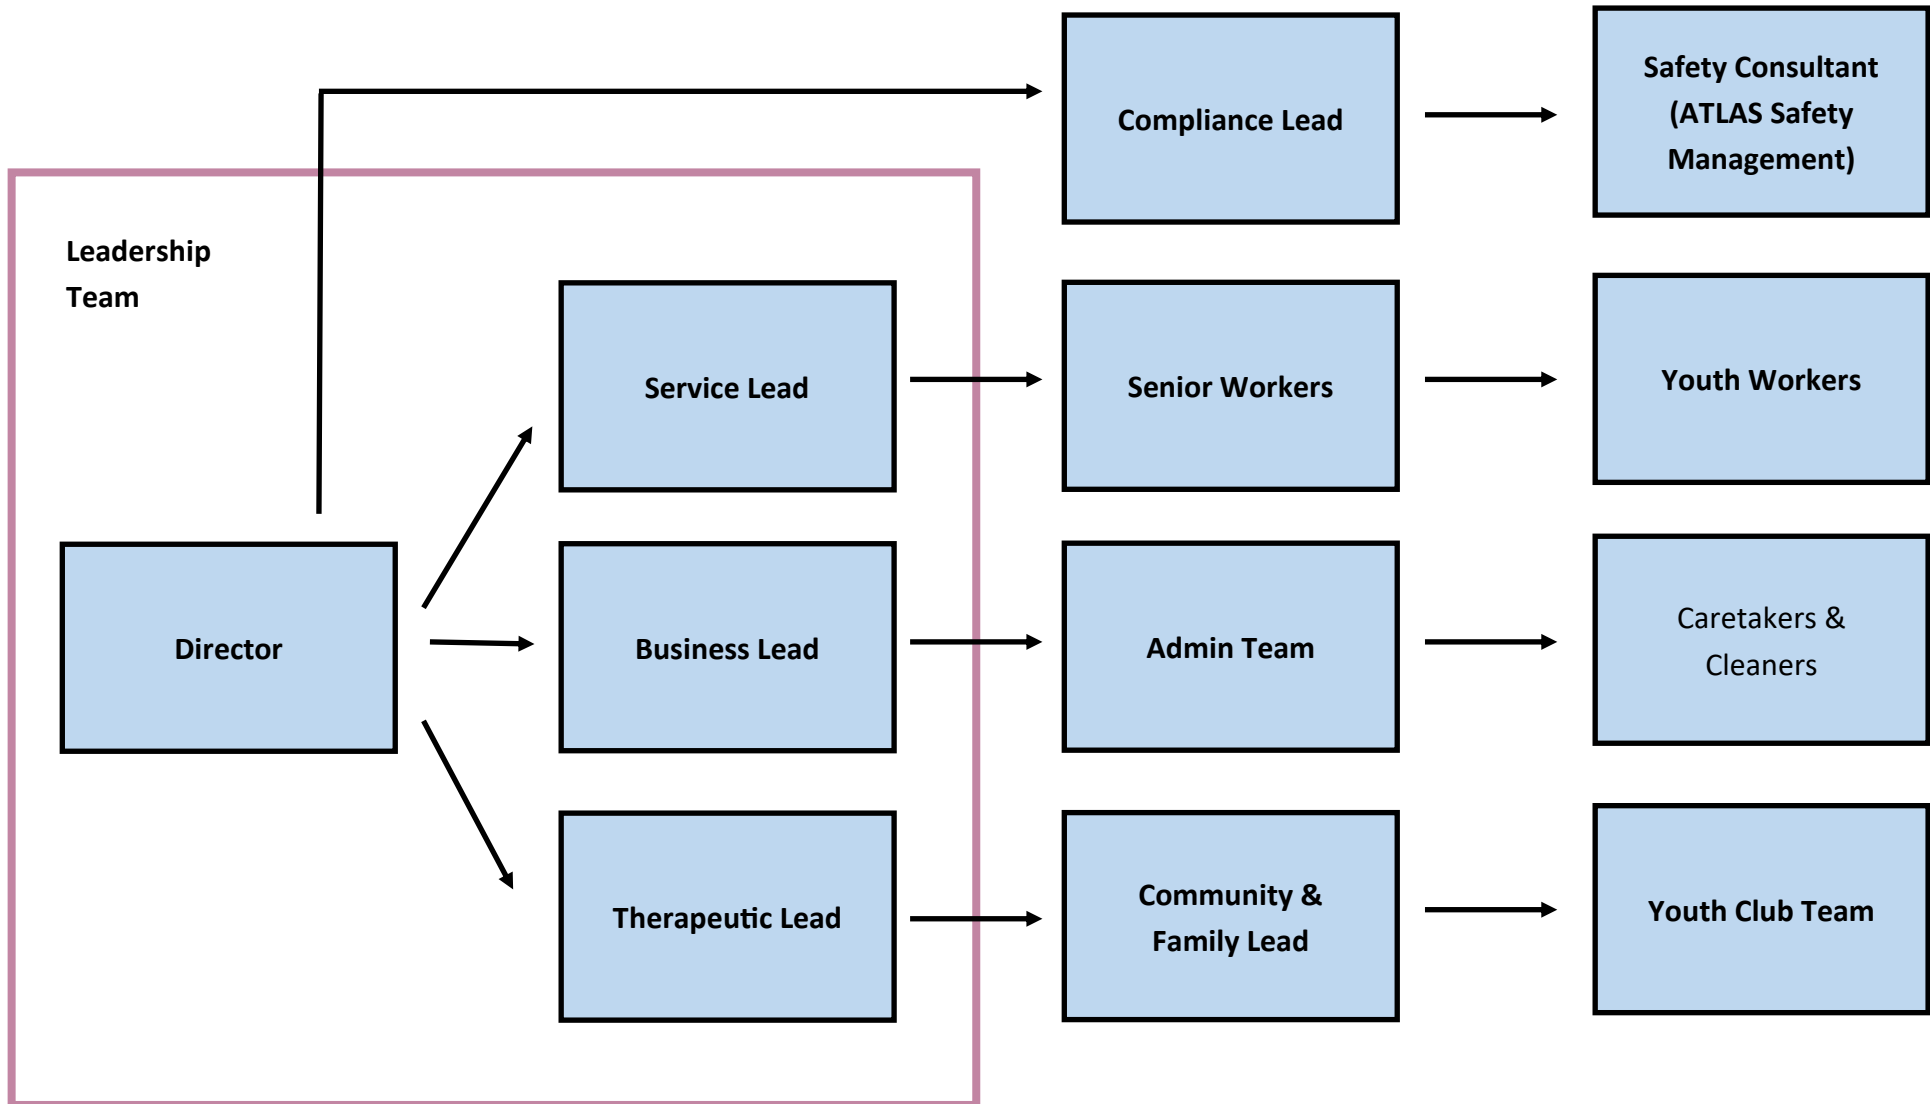 Compliance Lead
Safety Consultant
(ATLAS Safety
Management)
Leadership
Team
Service Lead
Senior Workers
Youth Workers
Director
Business Lead
Admin Team
Caretakers &
Cleaners
Therapeutic Lead
Community &
Family Lead
Youth Club Team